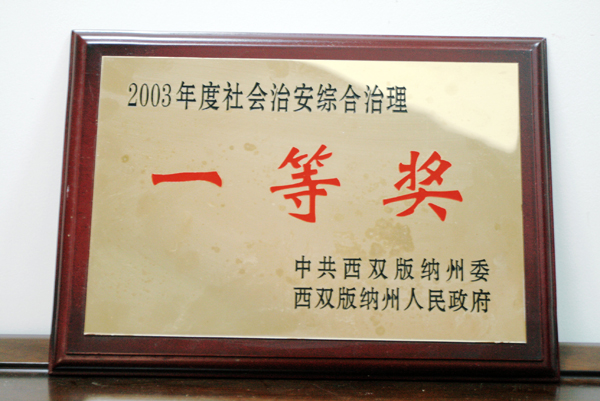 2003年度社会治安综合治理
一等奖
中共西双版纳州委
西双版纳州人民政府